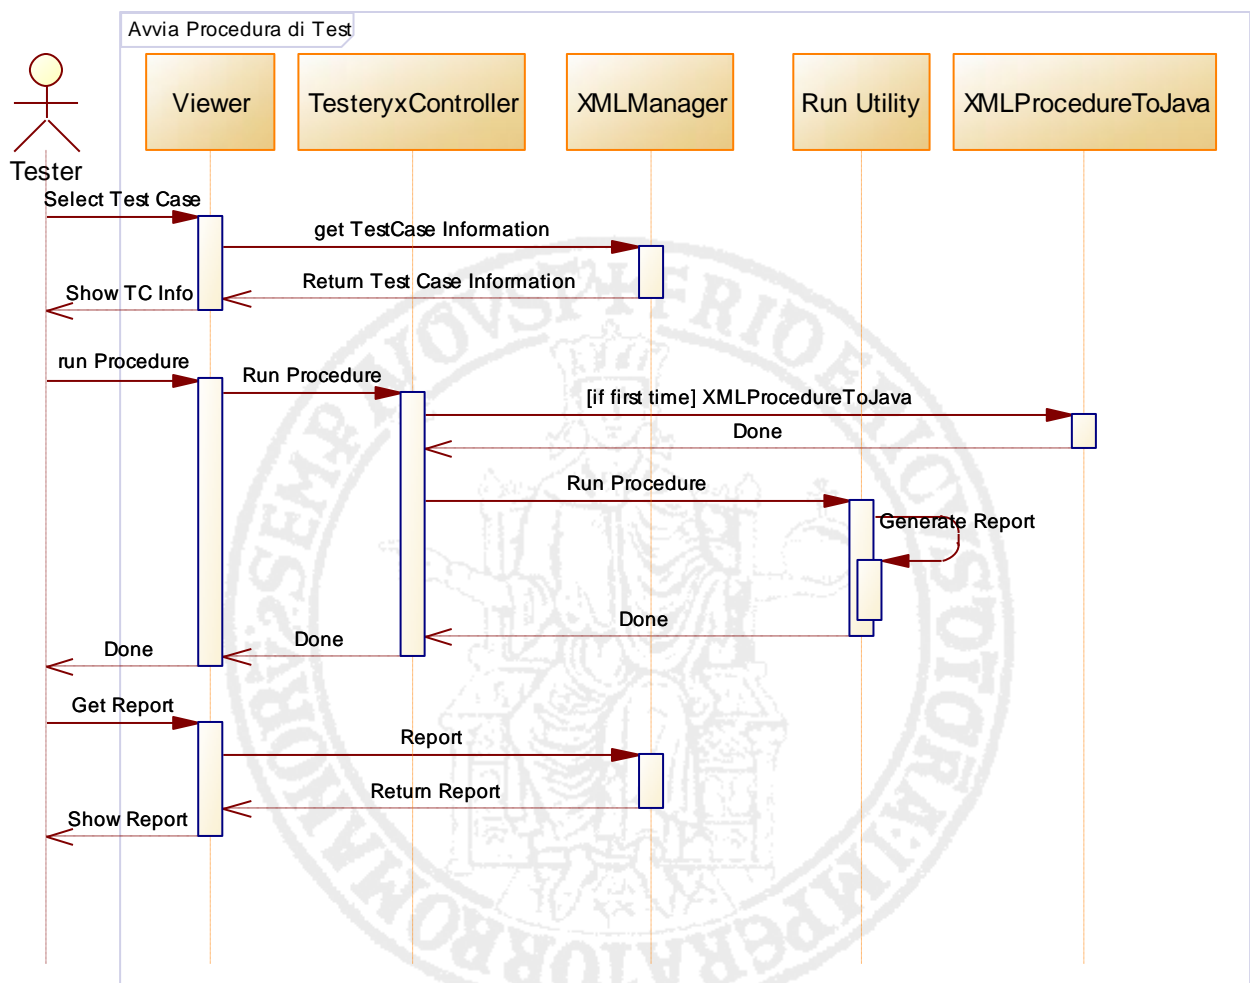 Avvia Procedura di Test
Tester
Viewer
TesteryxController
XMLManager
Run Utility
XMLProcedureToJava
Select Test Case
get TestCase Information
Return Test Case Information
Show TC Info
run Procedure
Run Procedure
[if first time] XMLProcedureToJava
Done
Run Procedure
Generate Report
Done
Done
Done
Get Report
Report
Return Report
Show Report